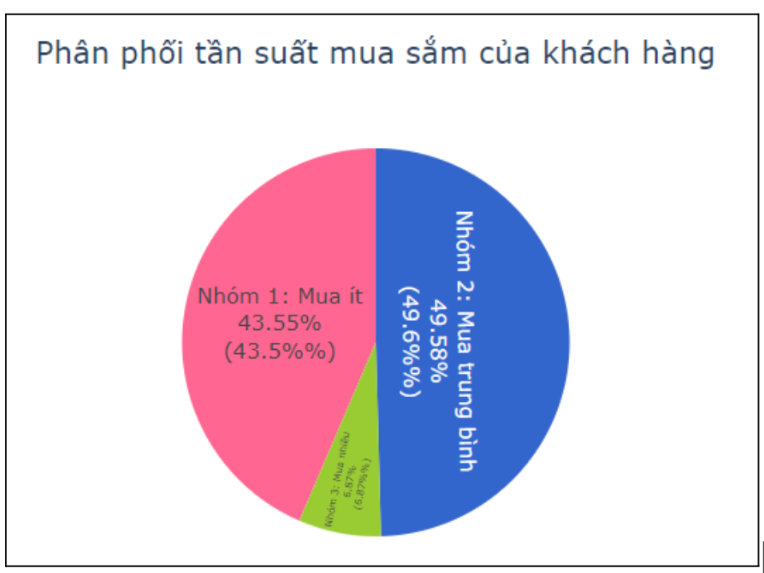 Phân phối tần suất mua sắm của khách hàng
Nhóm 1: Mua ít
43.55%
(43.5%%)
Nhóm 2: Mua trung bình
49.58%
(49.6%%)
Nhóm 3: Mua nhiều
6.87%
(6.87%%)